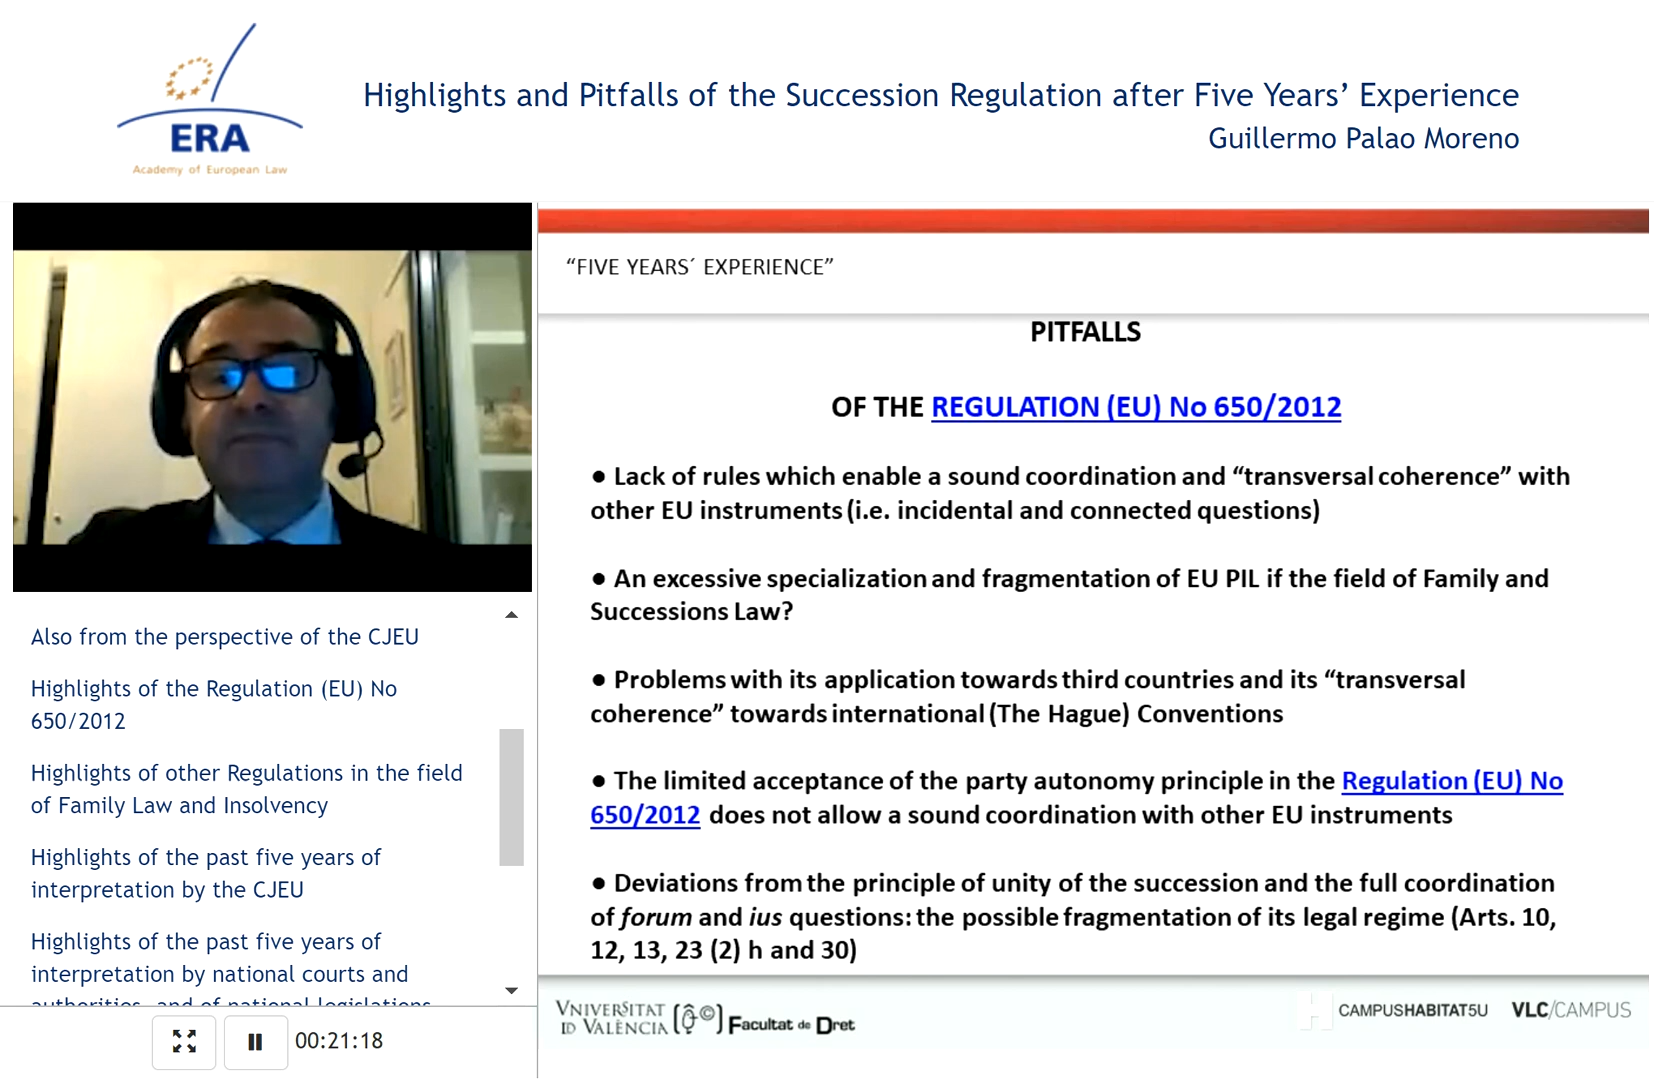 ERA
Academy of European Law
Highlights and Pitfalls of the Succession Regulation after Five Years’ Experience
Guillermo Palao Moreno
Also from the perspective of the CJEU
Highlights of the Regulation (EU) No
650/2012
Highlights of other Regulations in the field
of Family Law and Insolvency
Highlights of the past five years of
interpretation by the CJEU
Highlights of the past five years of
interpretation by national courts and
authorities, and of national legislations
00:21:18
“FIVE YEARS´ EXPERIENCE”
PITFALLS
OF THE REGULATION (EU) No 650/2012
● Lack of rules which enable a sound coordination and “transversal coherence” with
other EU instruments (i.e. incidental and connected questions)
● An excessive specialization and fragmentation of EU PIL if the field of Family and
Successions Law?
● Problems with its application towards third countries and its “transversal
coherence” towards international (The Hague) Conventions
● The limited acceptance of the party autonomy principle in the Regulation (EU) No
650/2012 does not allow a sound coordination with other EU instruments
● Deviations from the principle of unity of the succession and the full coordination
of forum and ius questions: the possible fragmentation of its legal regime (Arts. 10,
12, 13, 23 (2) h and 30)
VNIVERSITAT
ID VALÈNCIA
Facultat de Dret
CAMPUSHABITAT5U
VLC/CAMPUS